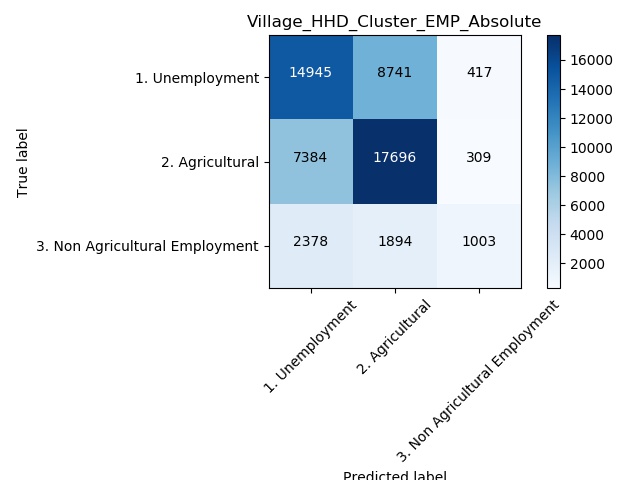 Village_HHD_Cluster_EMP_Absolute
True label
1. Unemployment
2. Agricultural
3. Non Agricultural Employment
14945 8741 417
7384 17696 309
2378 1894 1003
1. Unemployment
2. Agricultural
3. Non Agricultural Employment
Predicted label
16000
14000
12000
10000
8000
6000
4000
2000